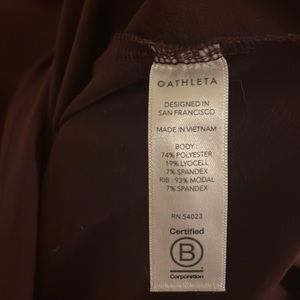 ATHLETA
DESIGNED IN
SAN FRANCISCO
MADE IN VIETNAM
BODY :
74% POLYESTER
19% LYOCELL
7% SPANDEX
RIB : 93% MODAL
7% SPANDEX
RN 54023
Certified
B
Corporation